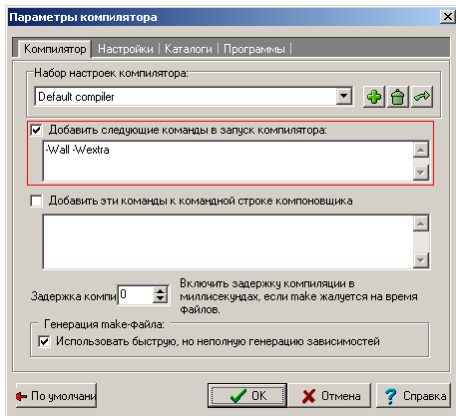 Параметры компилятора
Компилятор | Настройки | Каталоги | Программы |
Набор настроек компилятора:
Default compiler
Добавить следующие команды в запуск компилятора:
-Wall -Wextra
Добавить эти команды к командной строке компоновщика
Задержка компи 0
Включить задержку компиляции в
миллисекундах, если make жалуется на время
файлов.
Генерация make-файла:
Использовать быструю, но неполную генерацию зависимостей
По умолчани
OK
Отмена
Справка